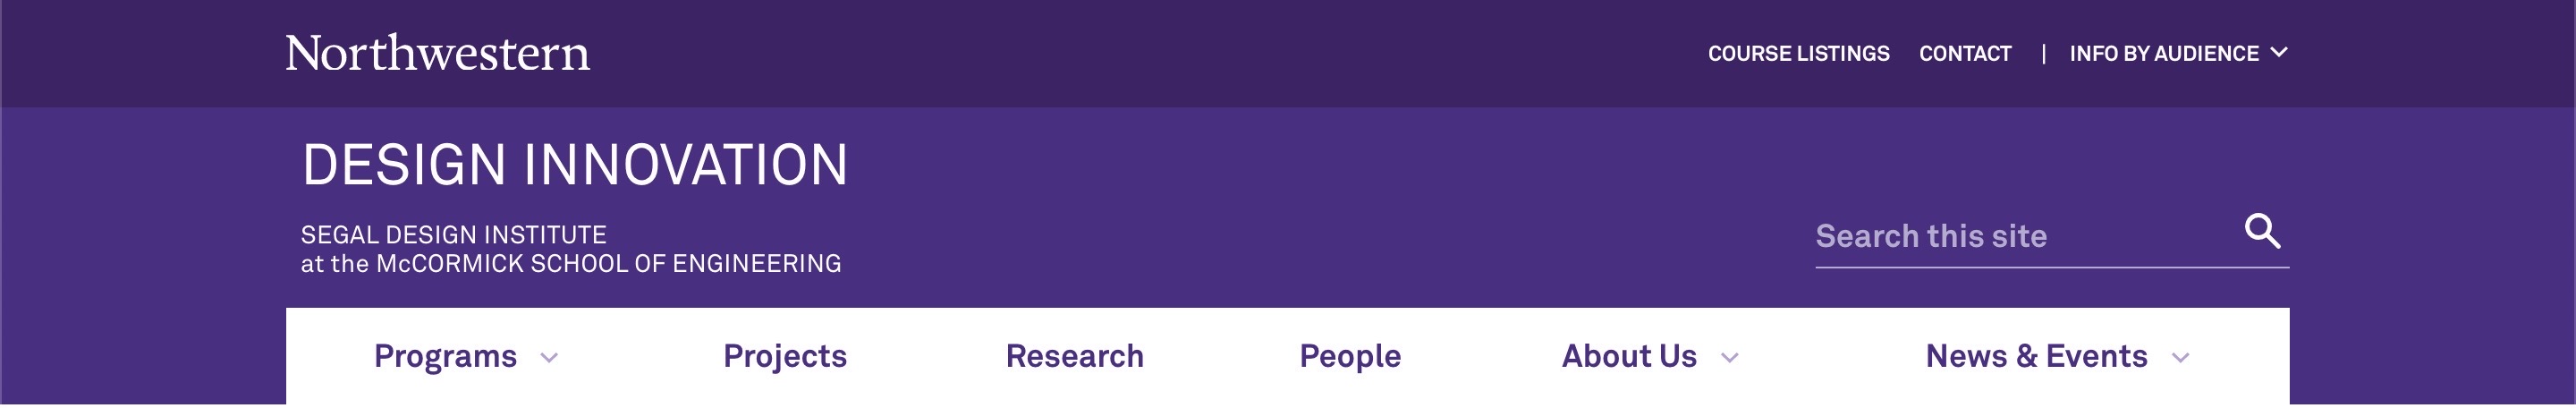 Northwestern
COURSE LISTINGS CONTACT | INFO BY AUDIENCE
DESIGN INNOVATION
SEGAL DESIGN INSTITUTE
at the McCORMICK SCHOOL OF ENGINEERING
Search this site
Programs Projects Research People About Us News & Events